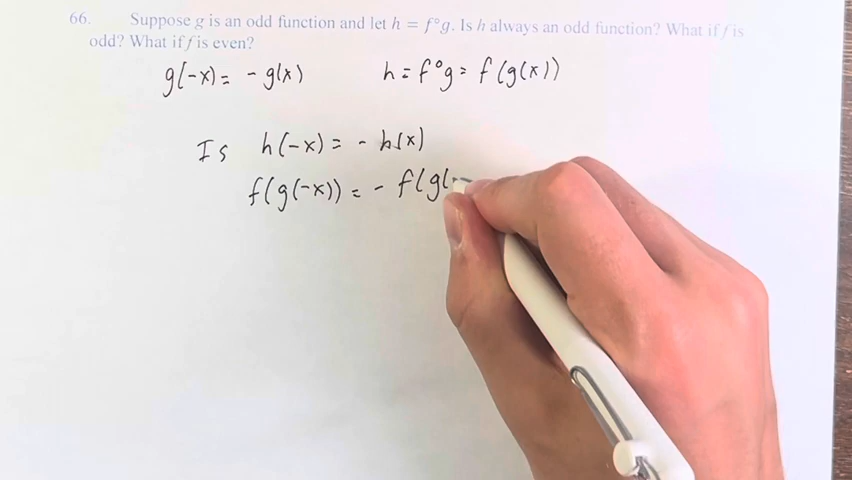 66. Suppose g is an odd function and let h = f°g. Is h always an odd function? What if f is
odd? What if f is even?
g(-x) = - g(x) h = f°g = f(g(x))
Is h(-x) = - h(x)
f(g(-x)) = - f(g(